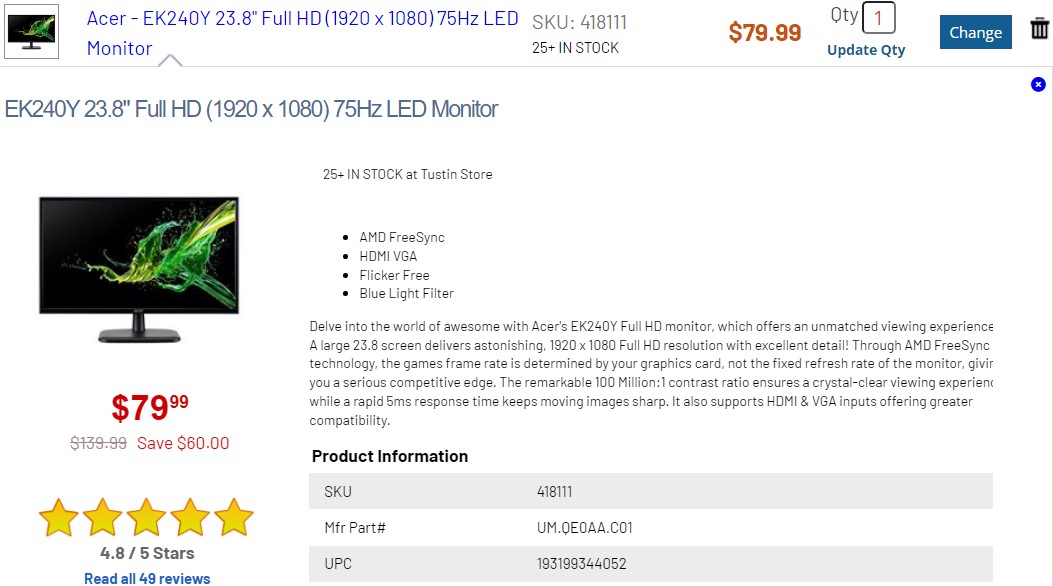 Acer - EK240Y 23.8" Full HD (1920 x 1080) 75Hz LED
Monitor
SKU: 418111
25+ IN STOCK
$79.99
Qty 1
Update Qty
Change
EK240Y 23.8" Full HD (1920 x 1080) 75Hz LED Monitor
25+ IN STOCK at Tustin Store
• AMD FreeSync
• HDMI VGA
• Flicker Free
• Blue Light Filter
Delve into the world of awesome with Acer's EK240Y Full HD monitor, which offers an unmatched viewing experience
A large 23.8 screen delivers astonishing, 1920 x 1080 Full HD resolution with excellent detail! Through AMD FreeSync
technology, the games frame rate is determined by your graphics card, not the fixed refresh rate of the monitor, givin
you a serious competitive edge. The remarkable 100 Million:1 contrast ratio ensures a crystal-clear viewing experienc
while a rapid 5ms response time keeps moving images sharp. It also supports HDMI & VGA inputs offering greater
compatibility.
$79.99
$139.99 Save $60.00
4.8 / 5 Stars
Read all 49 reviews
Product Information
SKU 418111
Mfr Part# UM.QE0AA.C01
UPC 193199344052